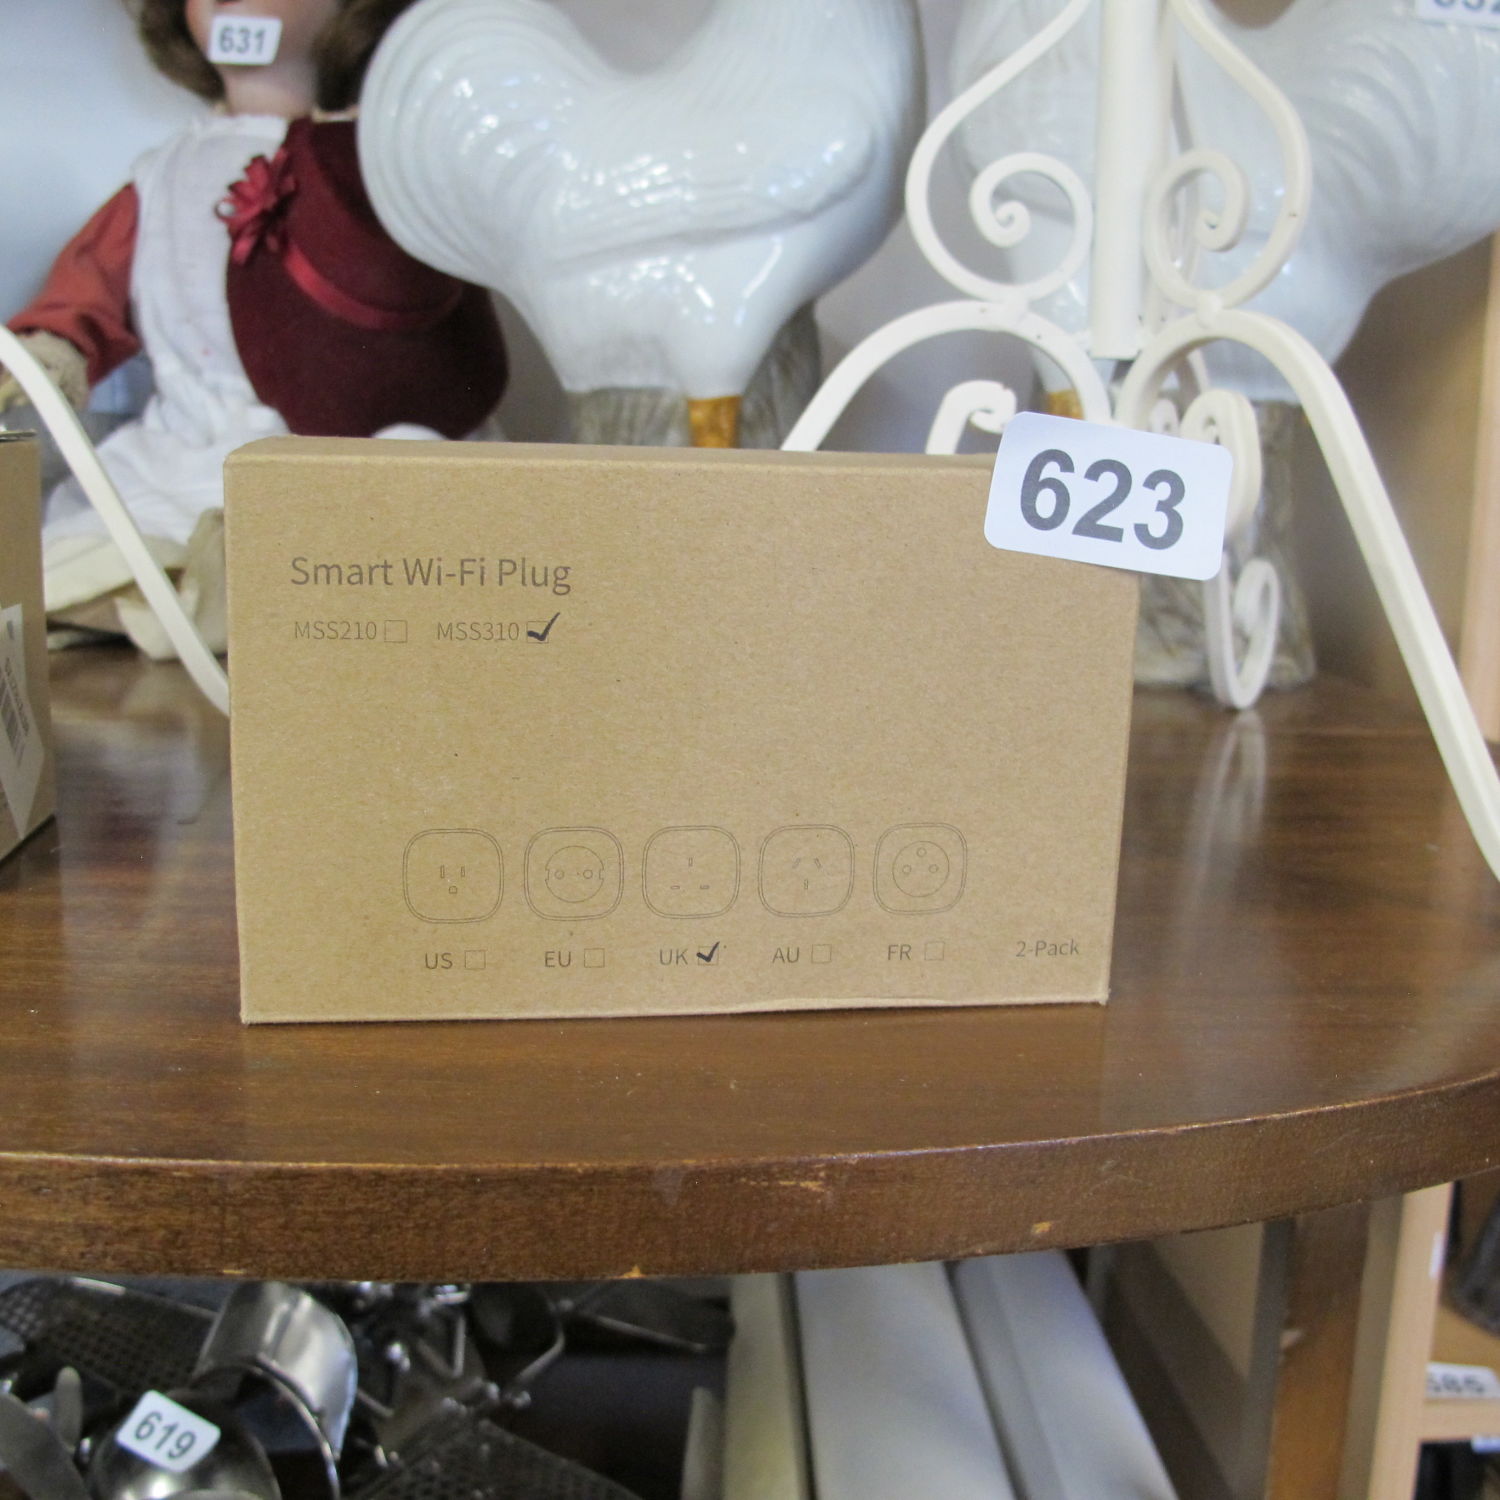 631
623
Smart Wi-Fi Plug
MSS210 MSS310
US EU UK AU FR 2-Pack
619